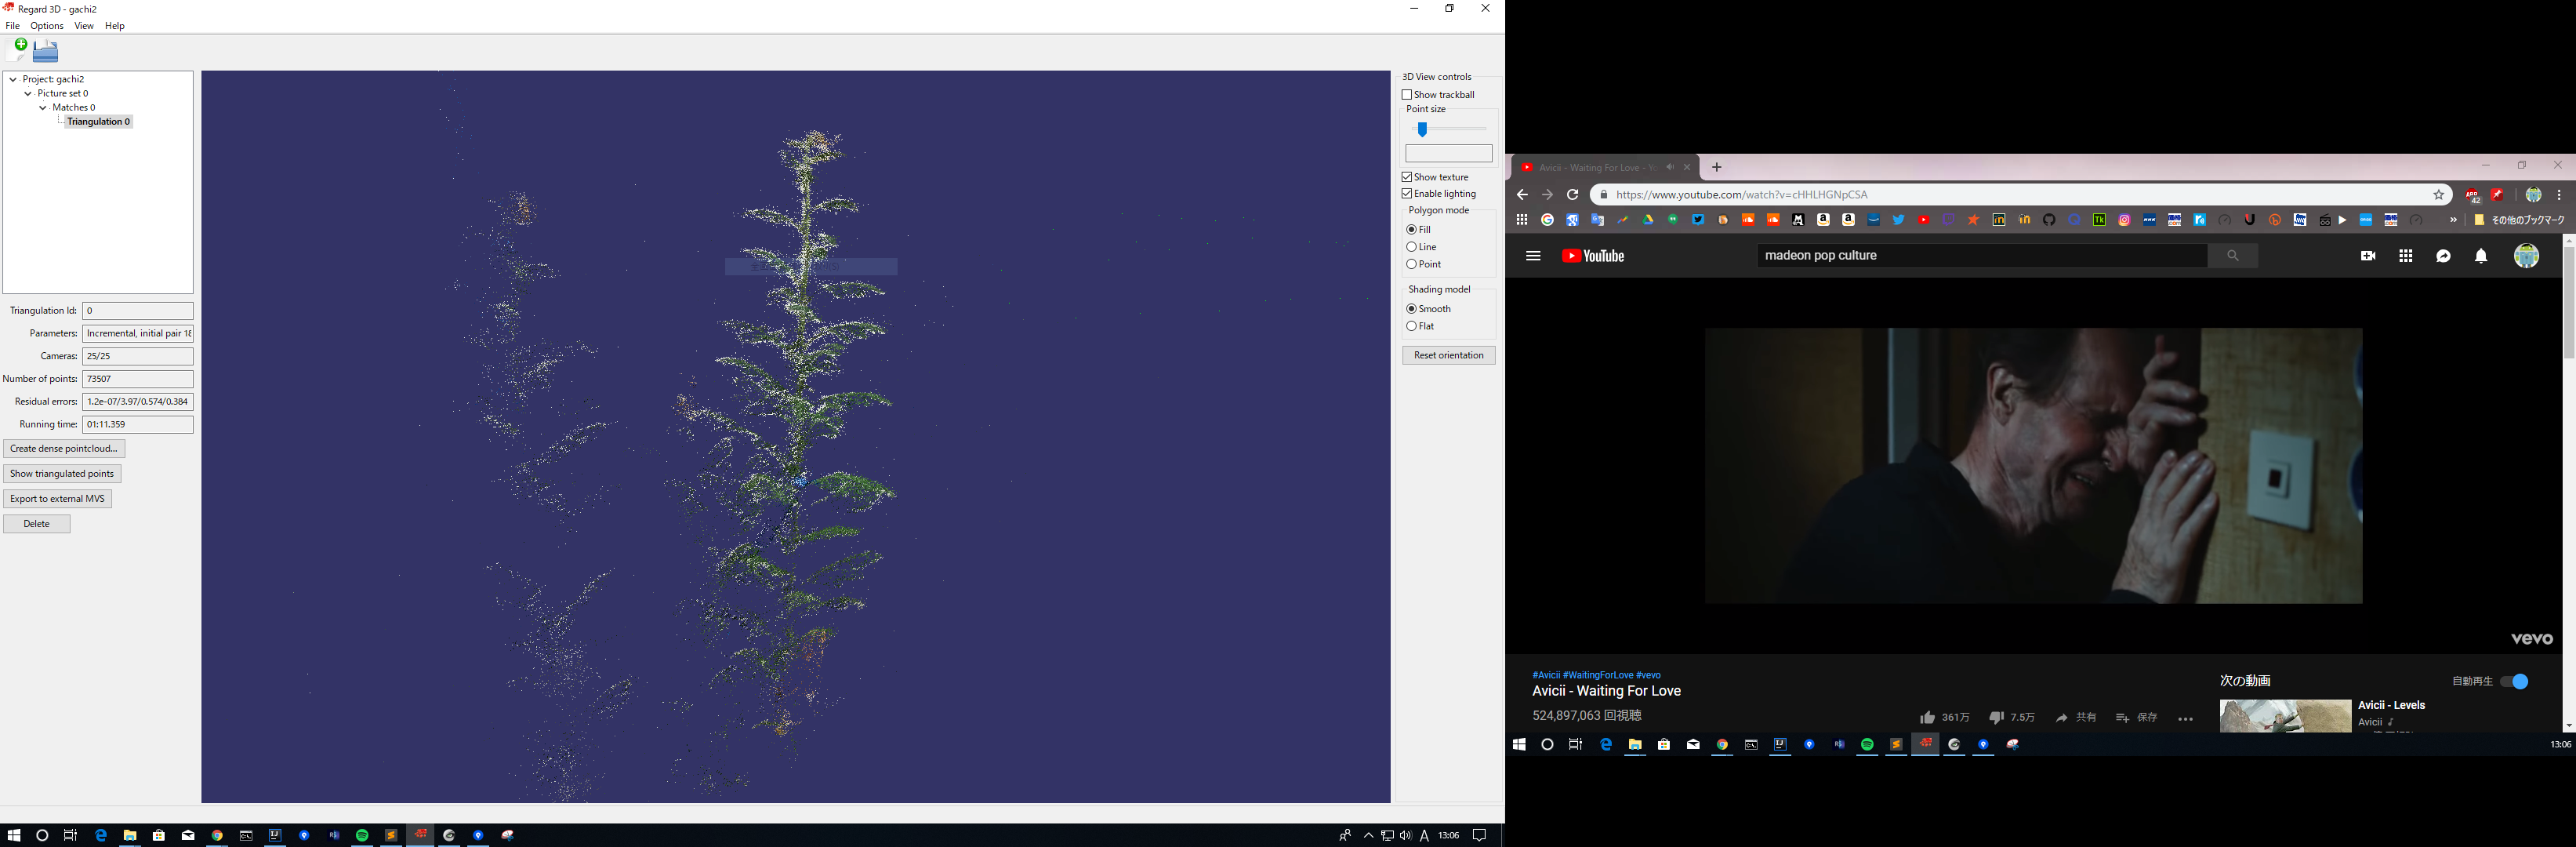 Regard 3D - gachi2
File Options View Help
Project: gachi2
Picture set 0
Matches 0
Triangulation 0
Triangulation Id: 0
Parameters: Incremental, initial pair 18
Cameras: 25/25
Number of points: 73507
Residual errors: 1.2e-07/3.97/0.574/0.384
Running time: 01:11.359
Create dense pointcloud...
Show triangulated points
Export to external MVS
Delete
3D View controls
Show trackball
Point size
Show texture
Enable lighting
Polygon mode
Fill
Line
Point
Shading model
Smooth
Flat
Reset orientation
A 13:06
Avicii - Waiting For Love - Y
https://www.youtube.com/watch?v=cHHLHGNpCSA
42
その他のブックマーク
YouTube
madeon pop culture
vevo
#Avicii #WaitingForLove #vevo
Avicii - Waiting For Love
524,897,063 回視聴
361万 7.5万 共有 保存
次の動画 自動再生
Avicii - Levels
Avicii
13:06